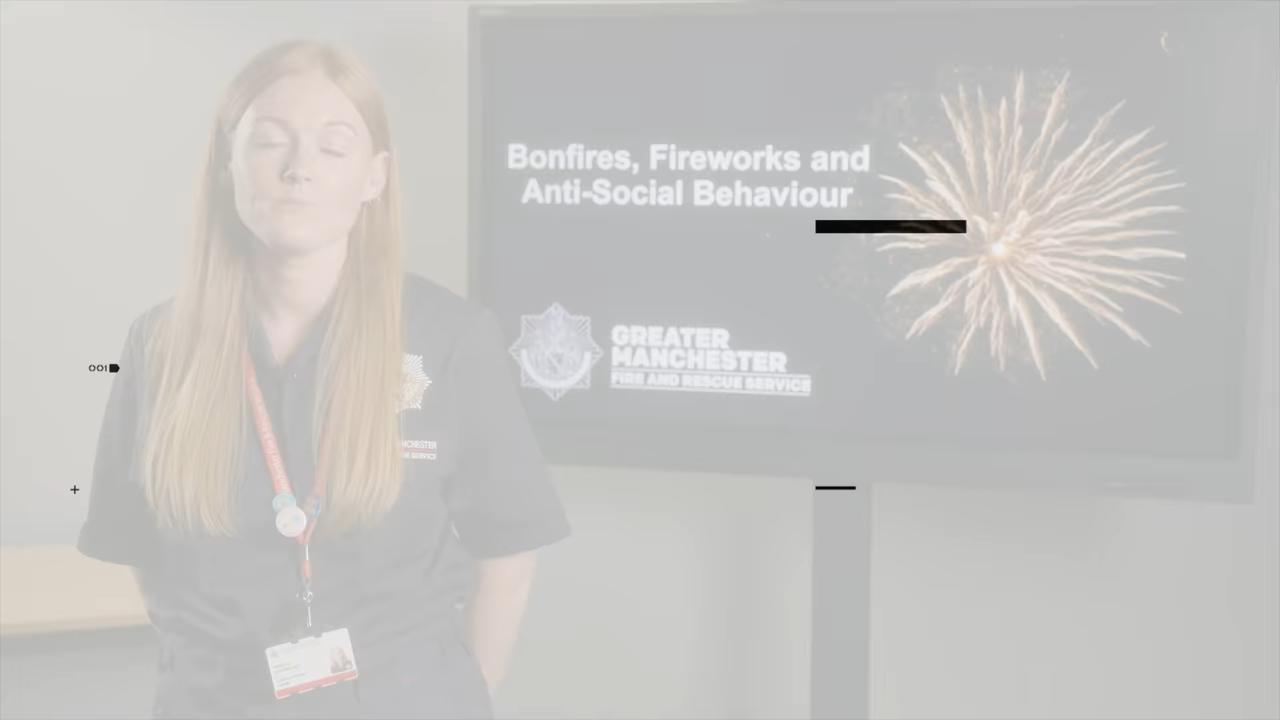 Bonfires, Fireworks and
Anti-Social Behaviour
GREATER
MANCHESTER
FIRE AND RESCUE SERVICE
001